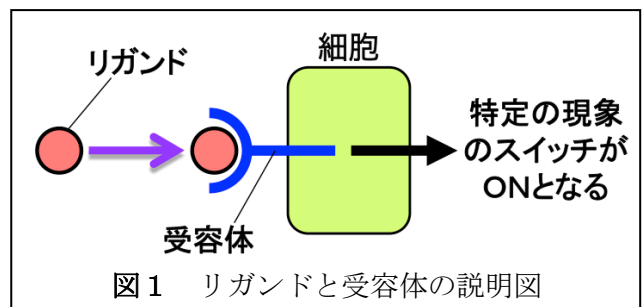 リガンド
細胞
特定の現象
のスイッチが
ONとなる
受容体
図１　リガンドと受容体の説明図